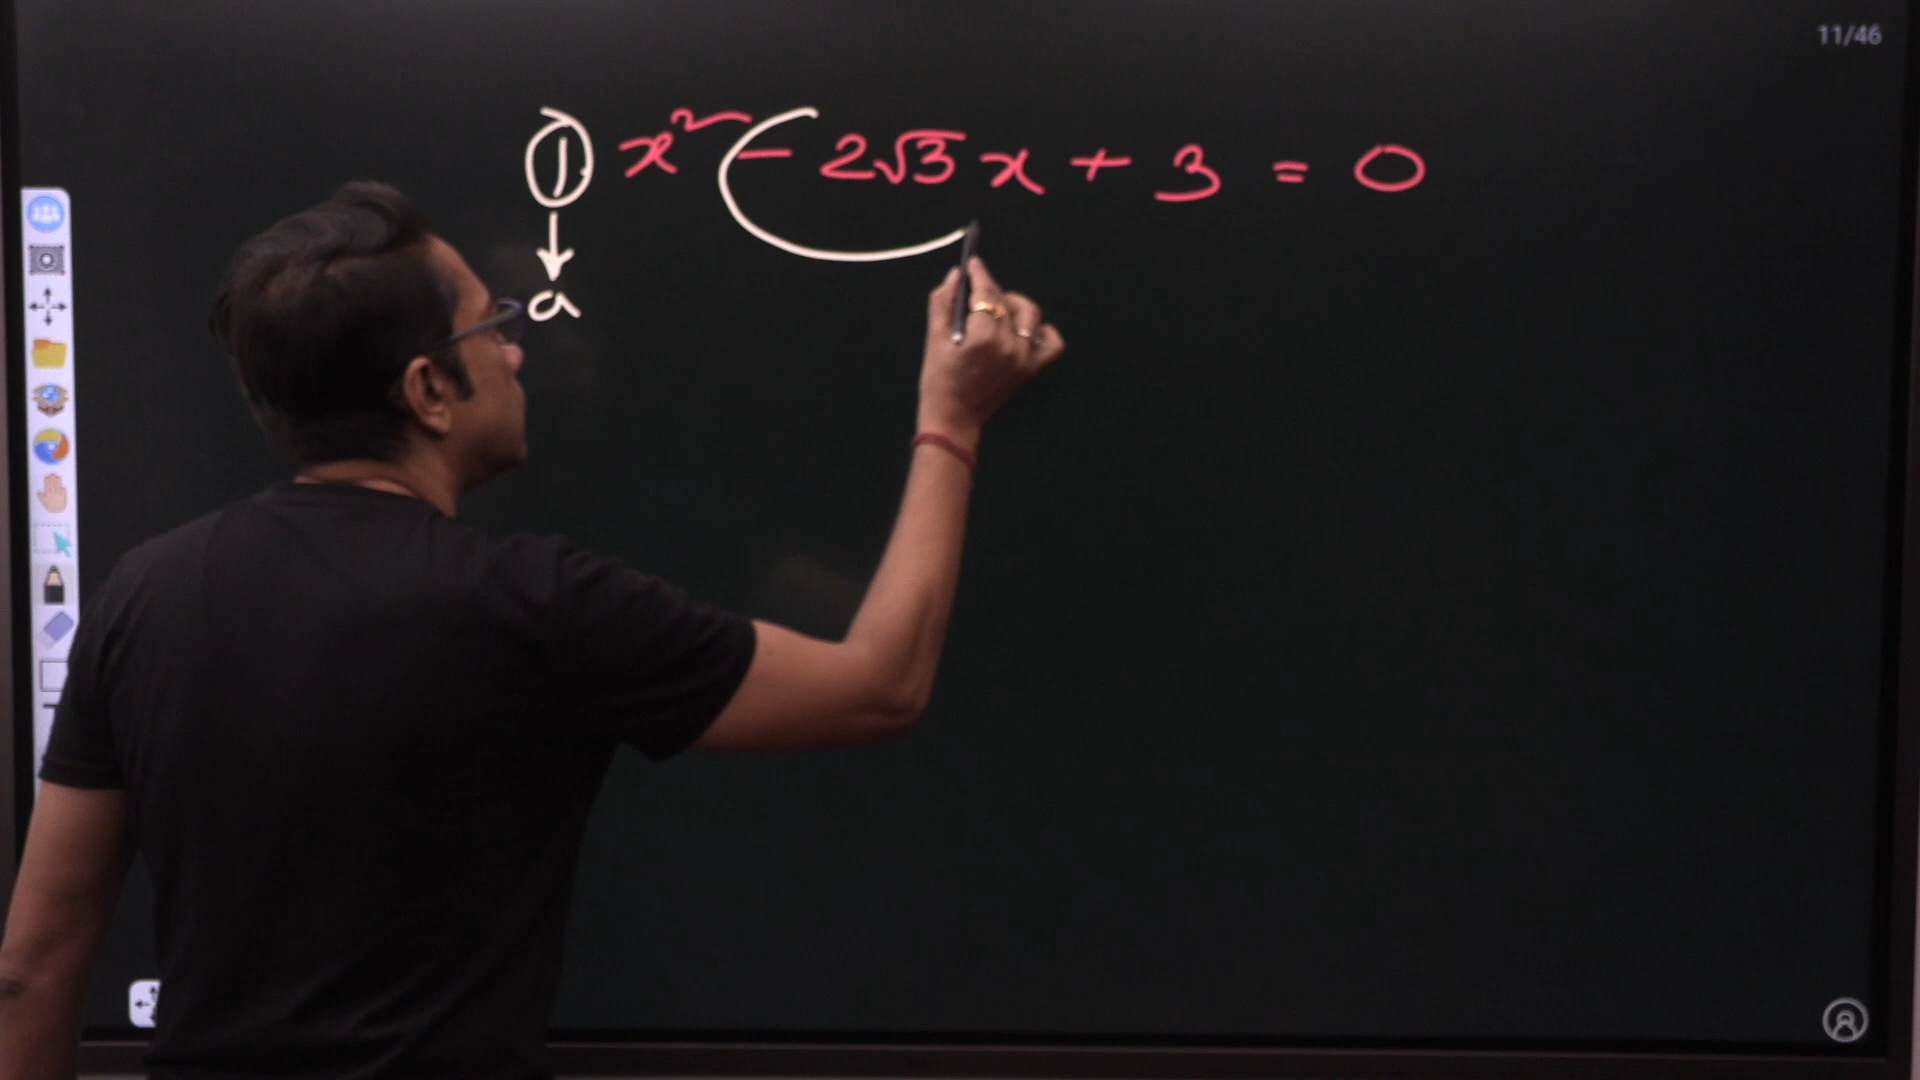 11/46
1 x² - 2√3 x + 3 = 0
a